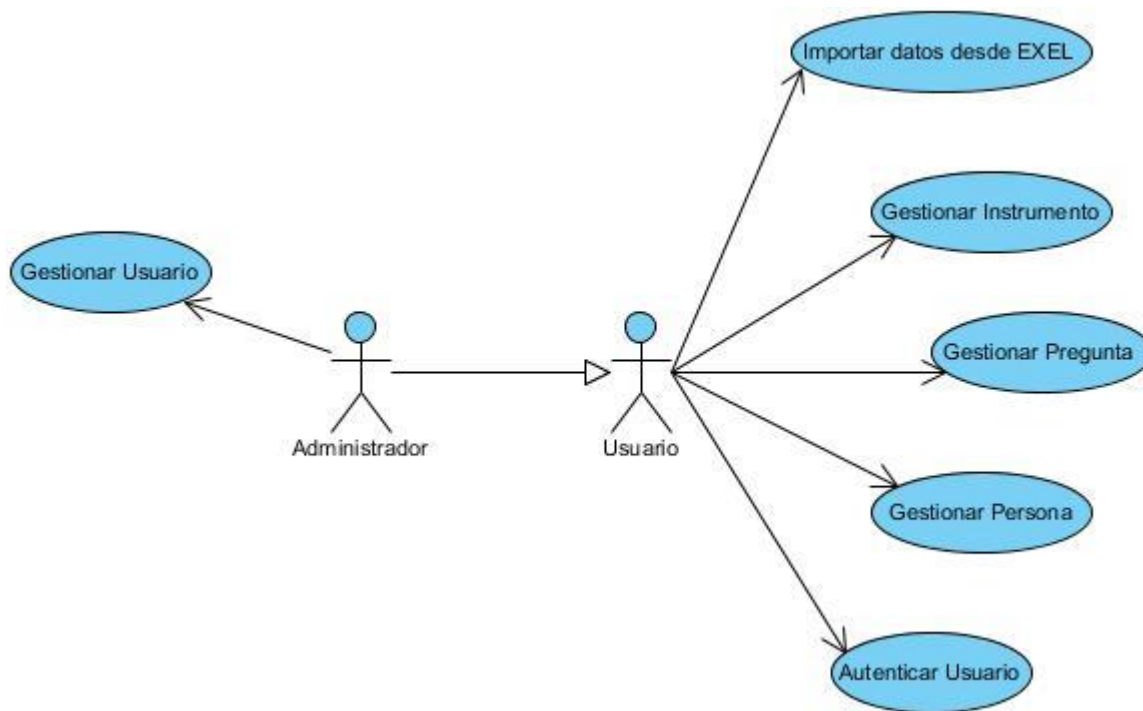 Importar datos desde EXEL
Gestionar Instrumento
Gestionar Usuario
Gestionar Pregunta
Administrador
Usuario
Gestionar Persona
Autenticar Usuario